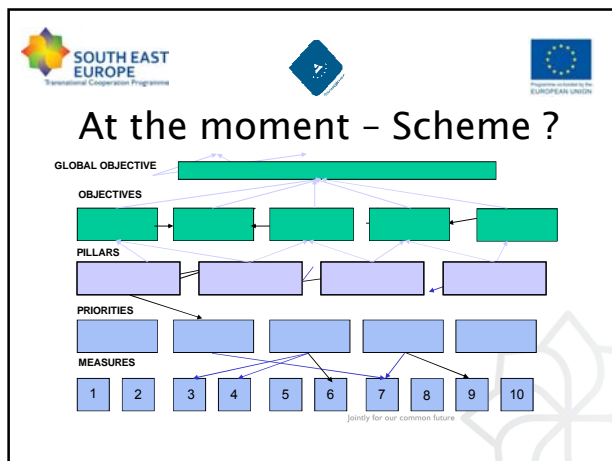 SOUTH EAST
EUROPE
Transnational Cooperation Programme
Programme co-funded by the
EUROPEAN UNION
At the moment – Scheme ?
GLOBAL OBJECTIVE
OBJECTIVES
PILLARS
PRIORITIES
MEASURES
1 2 3 4 5 6 7 8 9 10
Jointly for our common future